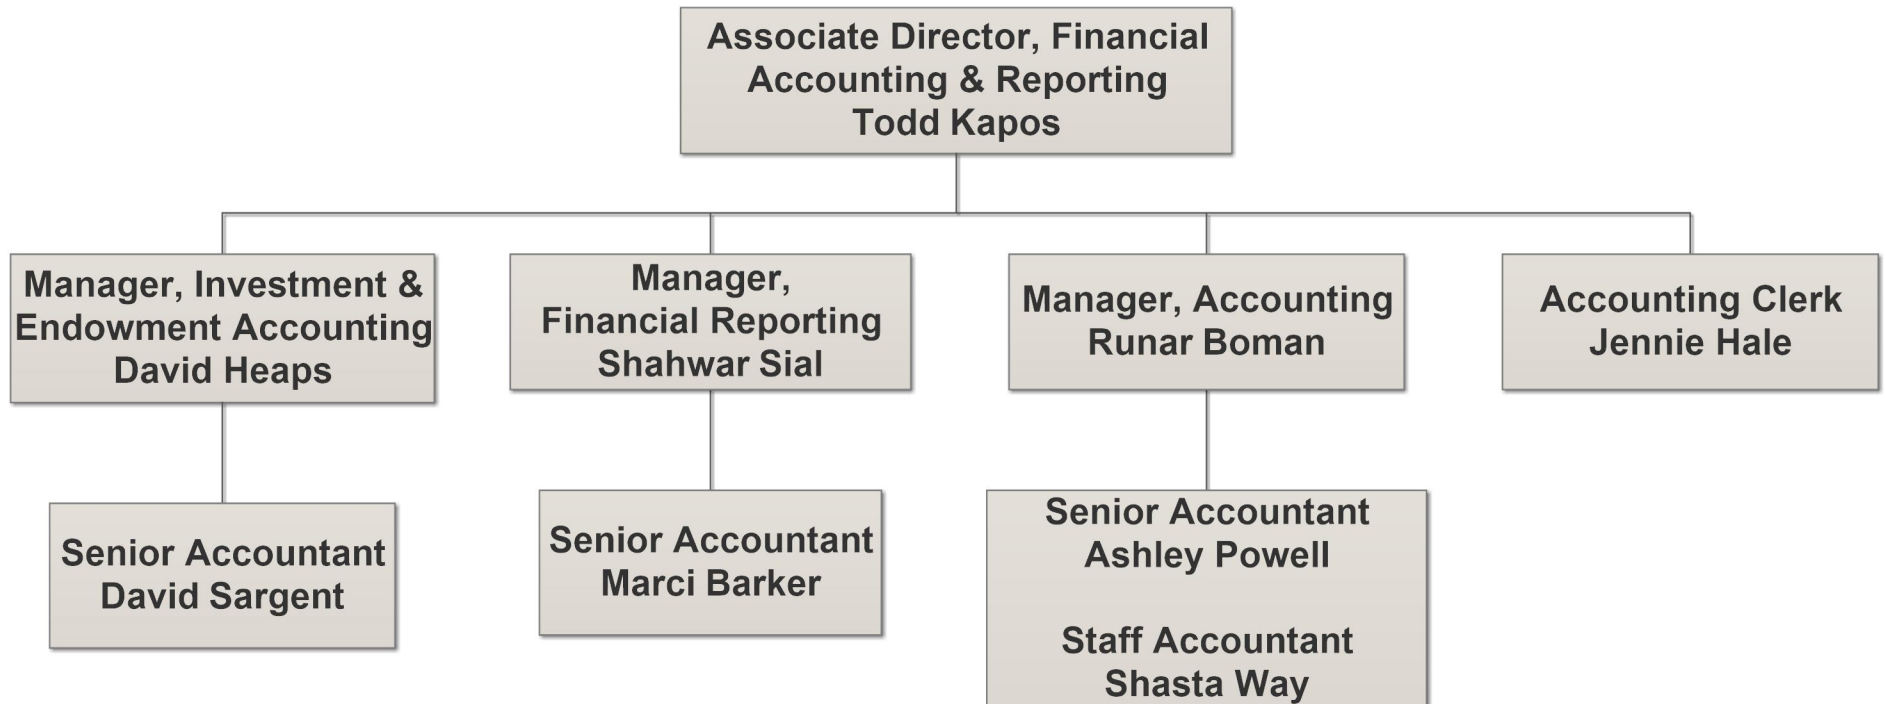 Associate Director, Financial
Accounting & Reporting
Todd Kapos
Manager, Investment &
Endowment Accounting
David Heaps
Manager,
Financial Reporting
Shahwar Sial
Manager, Accounting
Runar Boman
Accounting Clerk
Jennie Hale
Senior Accountant
David Sargent
Senior Accountant
Marci Barker
Senior Accountant
Ashley Powell
Staff Accountant
Shasta Way